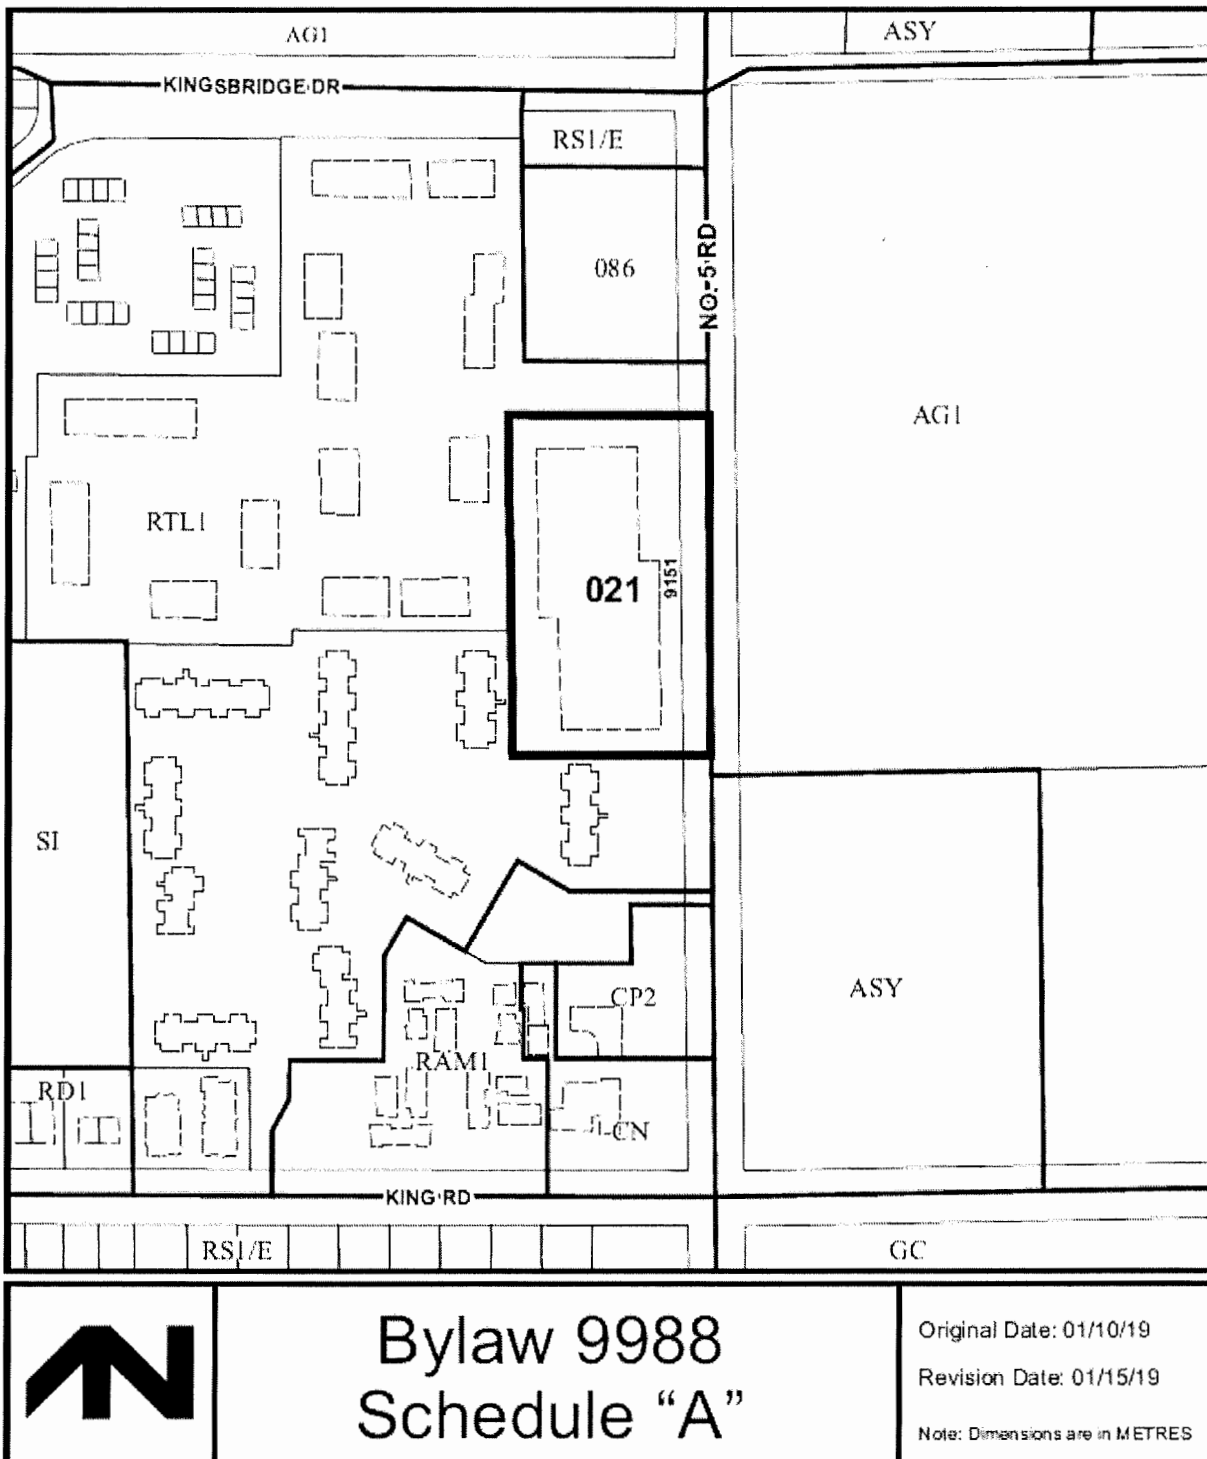 AG1
ASY
KINGSBRIDGE DR
RS1/E
086
NO. 5 RD
AG1
RTL1
021
9151
SI
ASY
CP2
RAM1
RD1
CN
KING RD
RS1/E
GC
Bylaw 9988
Schedule “A”
Original Date: 01/10/19
Revision Date: 01/15/19
Note: Dimensions are in METRES